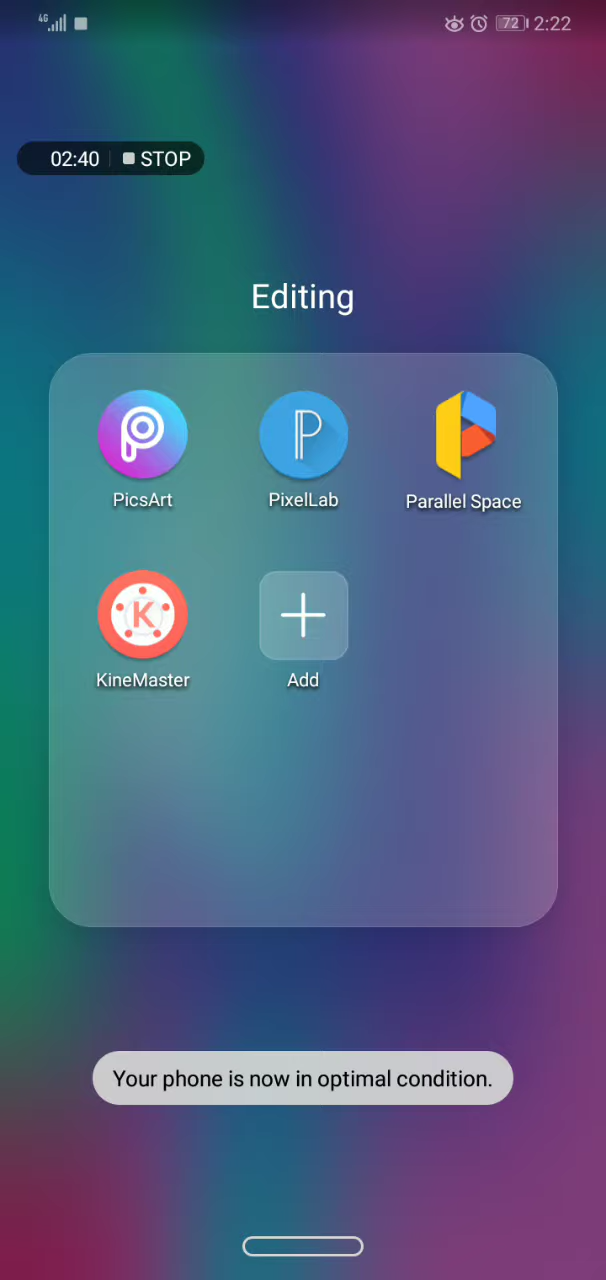 4G 72 2:22
02:40 STOP
Editing
PicsArt PixelLab Parallel Space
KineMaster Add
Your phone is now in optimal condition.